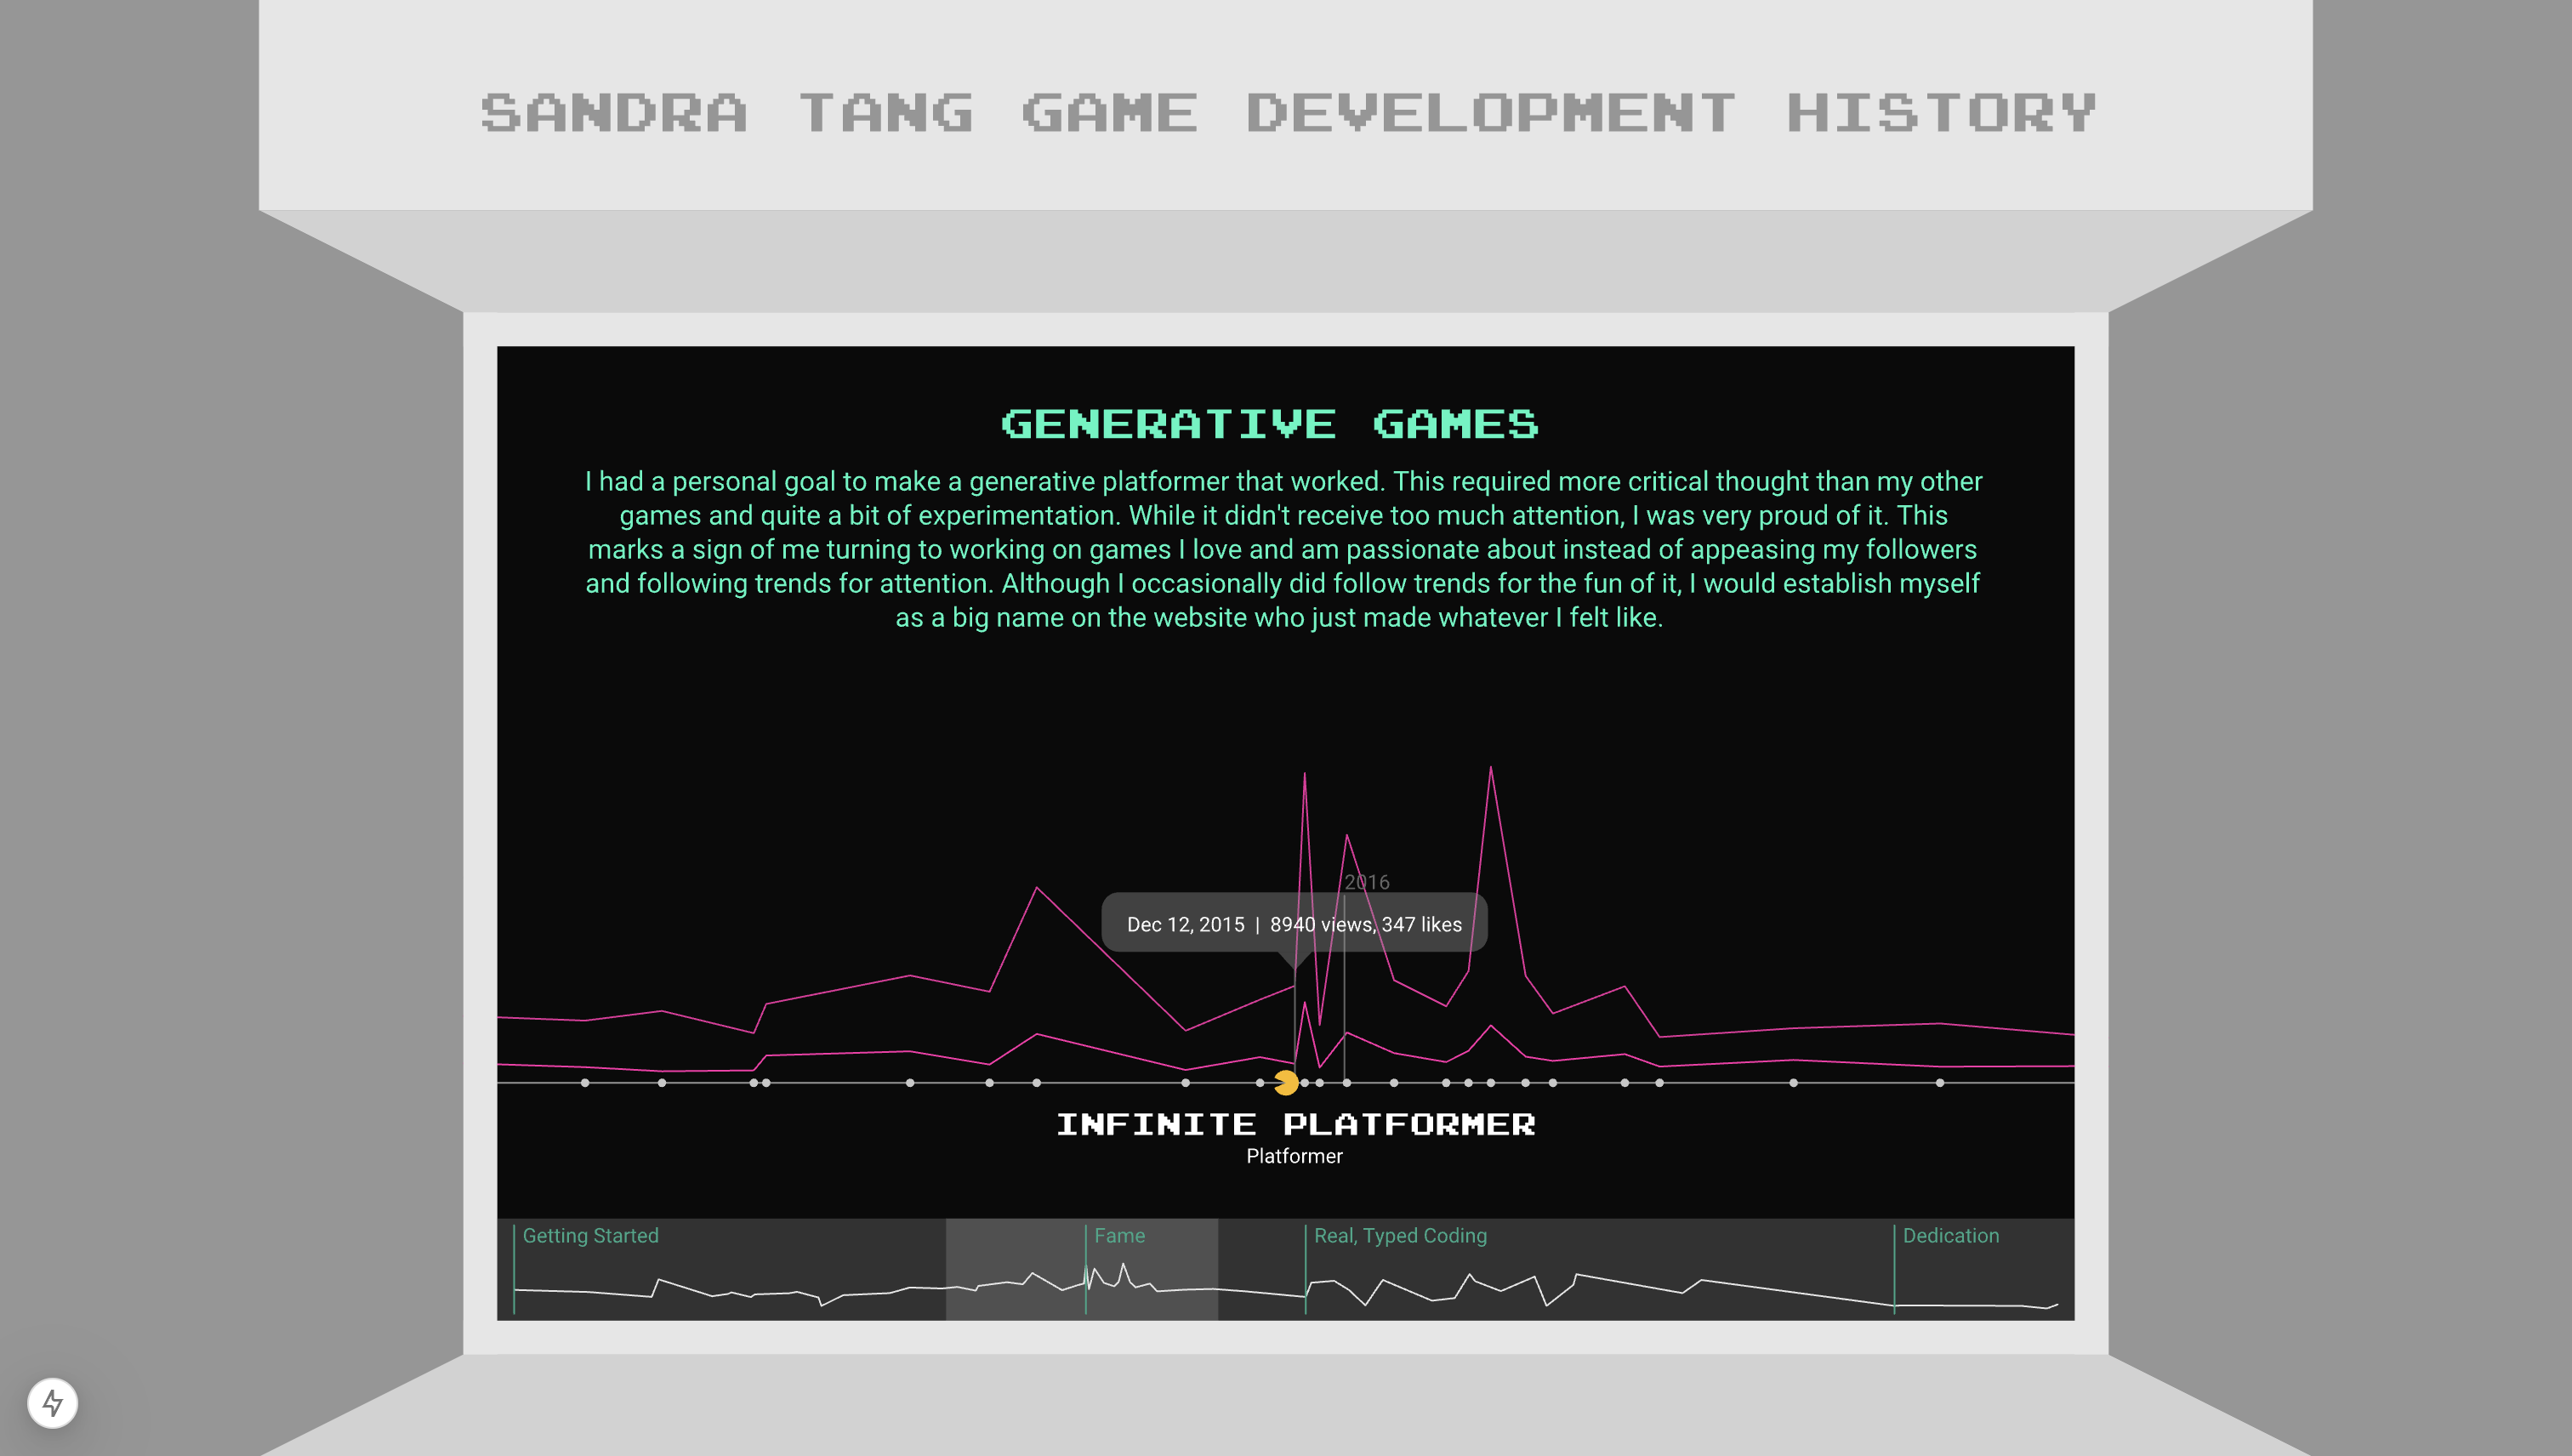 SANDRA TANG GAME DEVELOPMENT HISTORY
GENERATIVE GAMES
I had a personal goal to make a generative platformer that worked. This required more critical thought than my other
games and quite a bit of experimentation. While it didn't receive too much attention, I was very proud of it. This
marks a sign of me turning to working on games I love and am passionate about instead of appeasing my followers
and following trends for attention. Although I occasionally did follow trends for the fun of it, I would establish myself
as a big name on the website who just made whatever I felt like.
2016
Dec 12, 2015 | 8940 views, 347 likes
INFINITE PLATFORMER
Platformer
Getting Started
Fame
Real, Typed Coding
Dedication